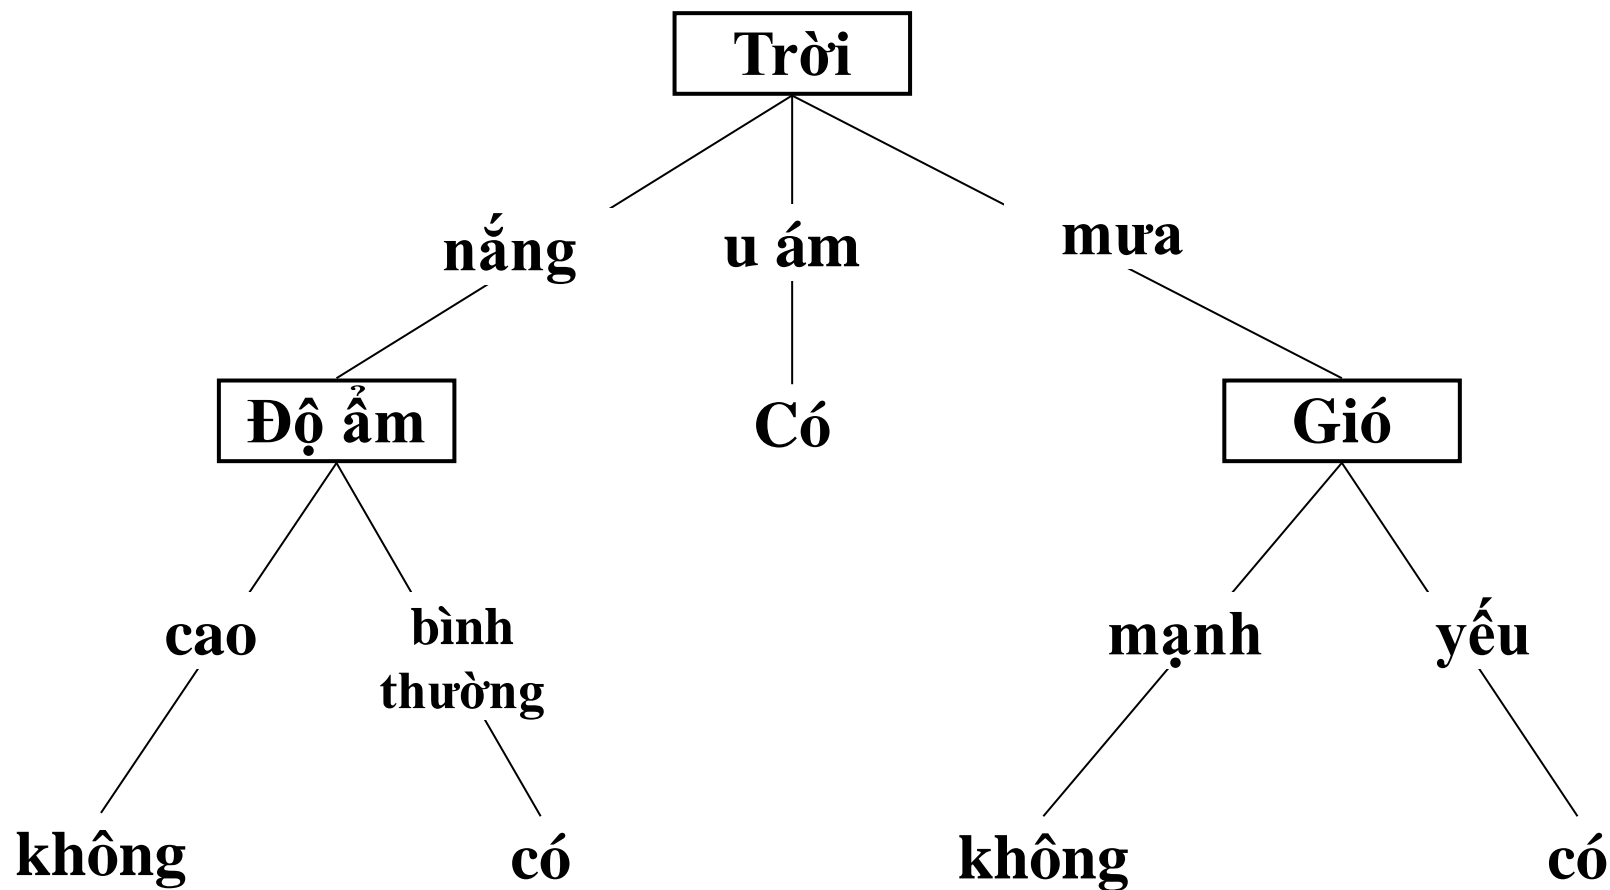 Trời
nắng
u ám
mưa
Độ ẩm
Có
Gió
cao
bình
thường
mạnh
yếu
không
có
không
có